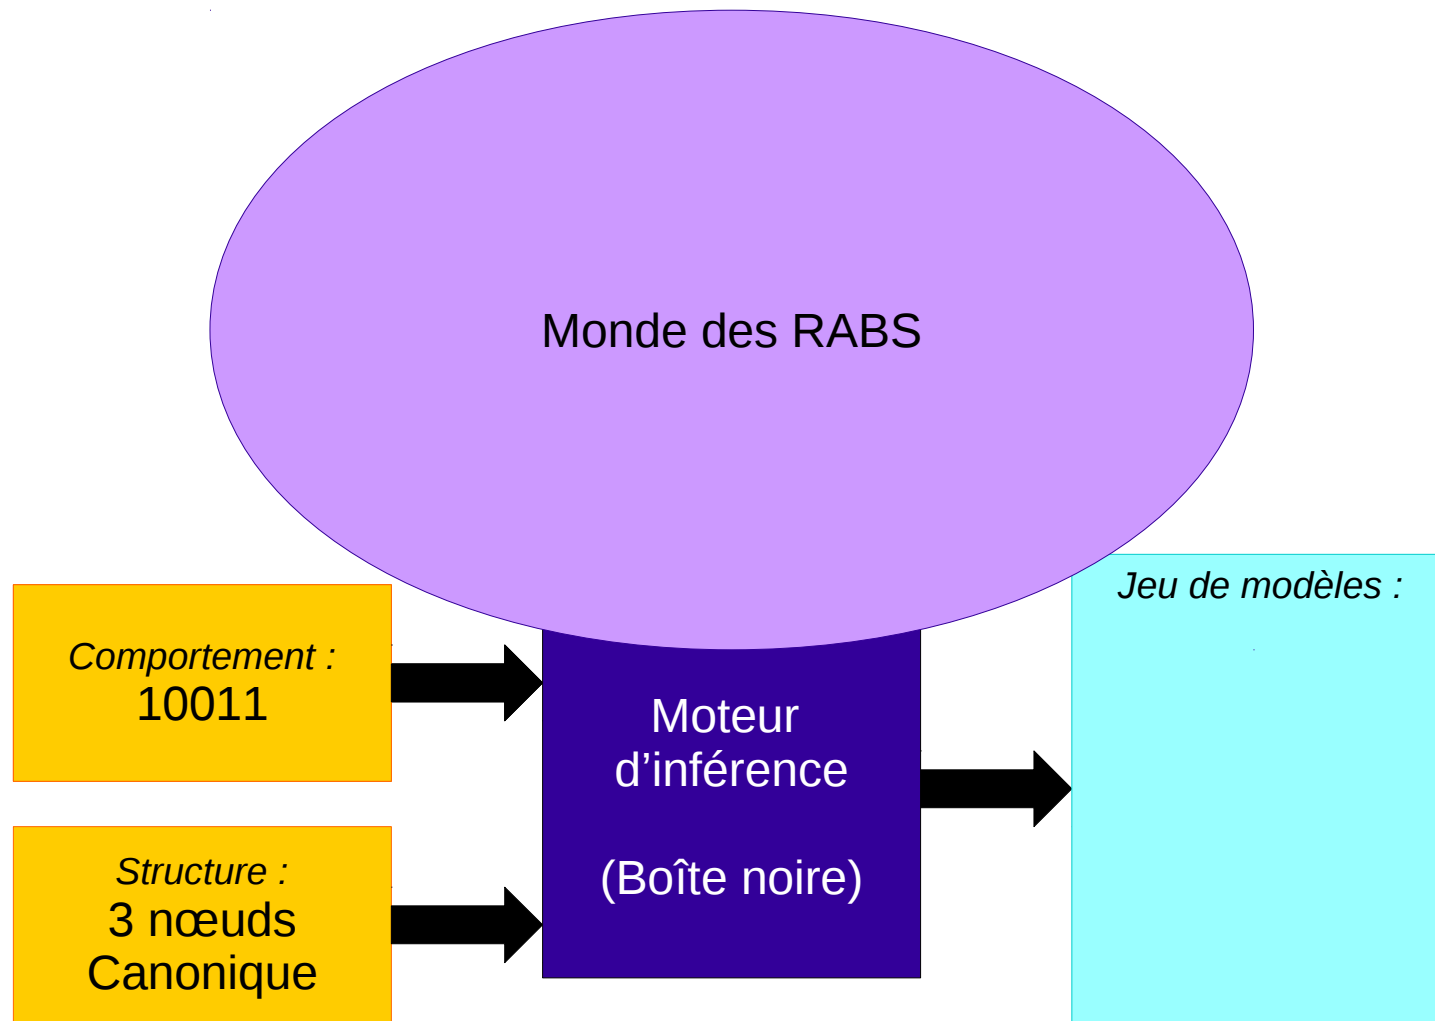 Monde des RABS
Jeu de modèles :
Comportement :
10011
Moteur
d’inférence
(Boîte noire)
Structure :
3 nœuds
Canonique